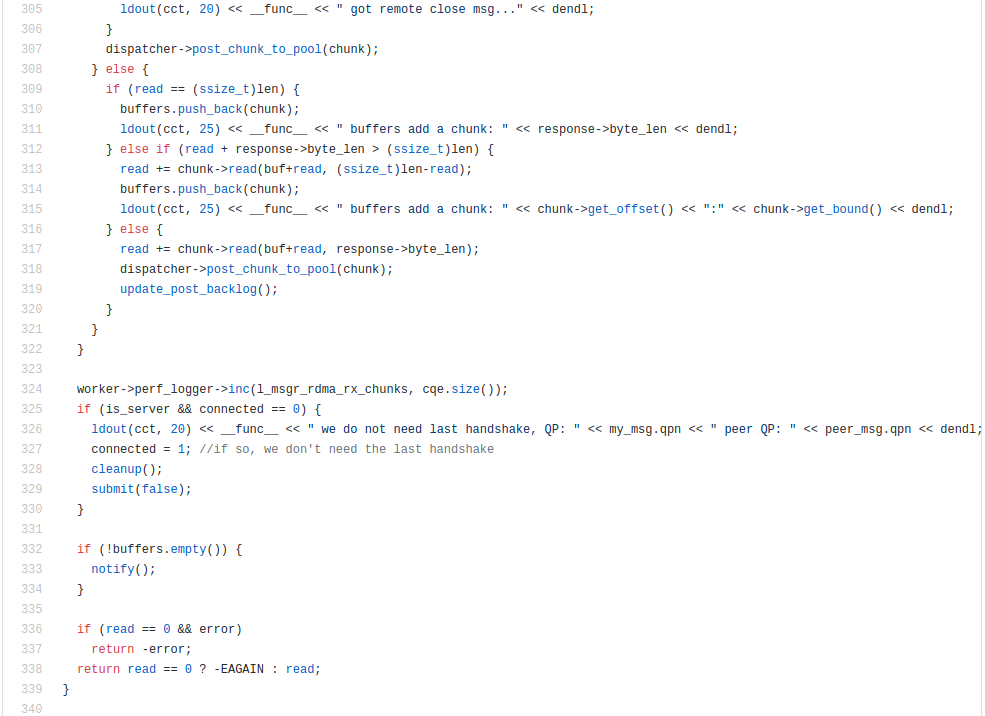 305 ldout(cct, 20) << __func__ << " got remote close msg..." << dendl;
306 }
307 dispatcher->post_chunk_to_pool(chunk);
308 } else {
309 if (read == (ssize_t)len) {
310 buffers.push_back(chunk);
311 ldout(cct, 25) << __func__ << " buffers add a chunk: " << response->byte_len << dendl;
312 } else if (read + response->byte_len > (ssize_t)len) {
313 read += chunk->read(buf+read, (ssize_t)len-read);
314 buffers.push_back(chunk);
315 ldout(cct, 25) << __func__ << " buffers add a chunk: " << chunk->get_offset() << ":" << chunk->get_bound() << dendl;
316 } else {
317 read += chunk->read(buf+read, response->byte_len);
318 dispatcher->post_chunk_to_pool(chunk);
319 update_post_backlog();
320 }
321 }
322 }
323
324 worker->perf_logger->inc(l_msgr_rdma_rx_chunks, cqe.size());
325 if (is_server && connected == 0) {
326 ldout(cct, 20) << __func__ << " we do not need last handshake, QP: " << my_msg.qpn << " peer QP: " << peer_msg.qpn << dendl;
327 connected = 1; //if so, we don't need the last handshake
328 cleanup();
329 submit(false);
330 }
331
332 if (!buffers.empty()) {
333 notify();
334 }
335
336 if (read == 0 && error)
337 return -error;
338 return read == 0 ? -EAGAIN : read;
339 }
340